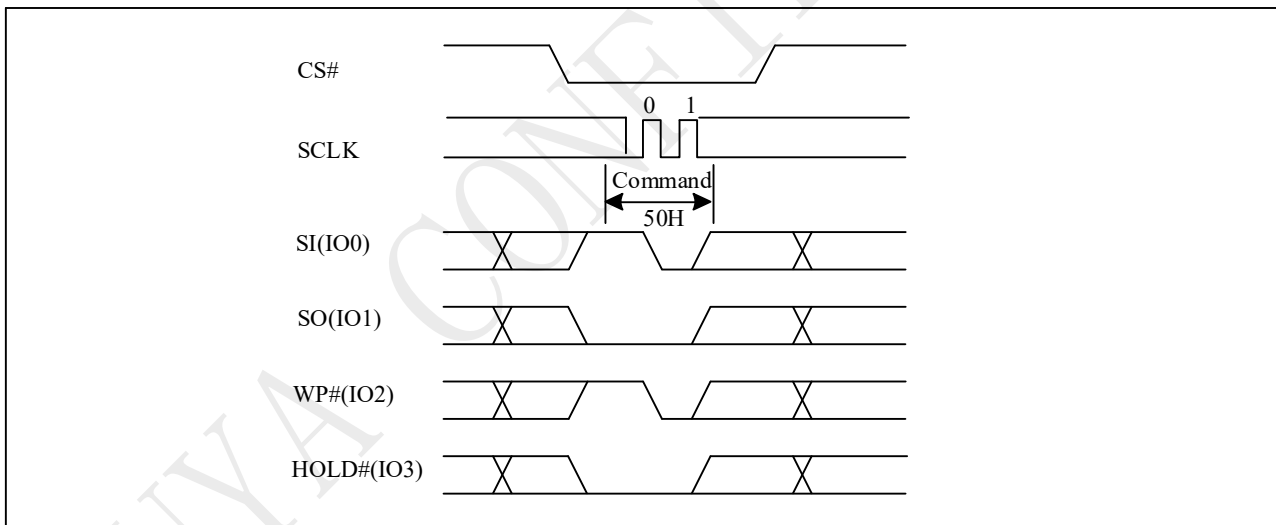 CS#
0 1
SCLK
Command
50H
SI(IO0)
SO(IO1)
WP#(IO2)
HOLD#(IO3)